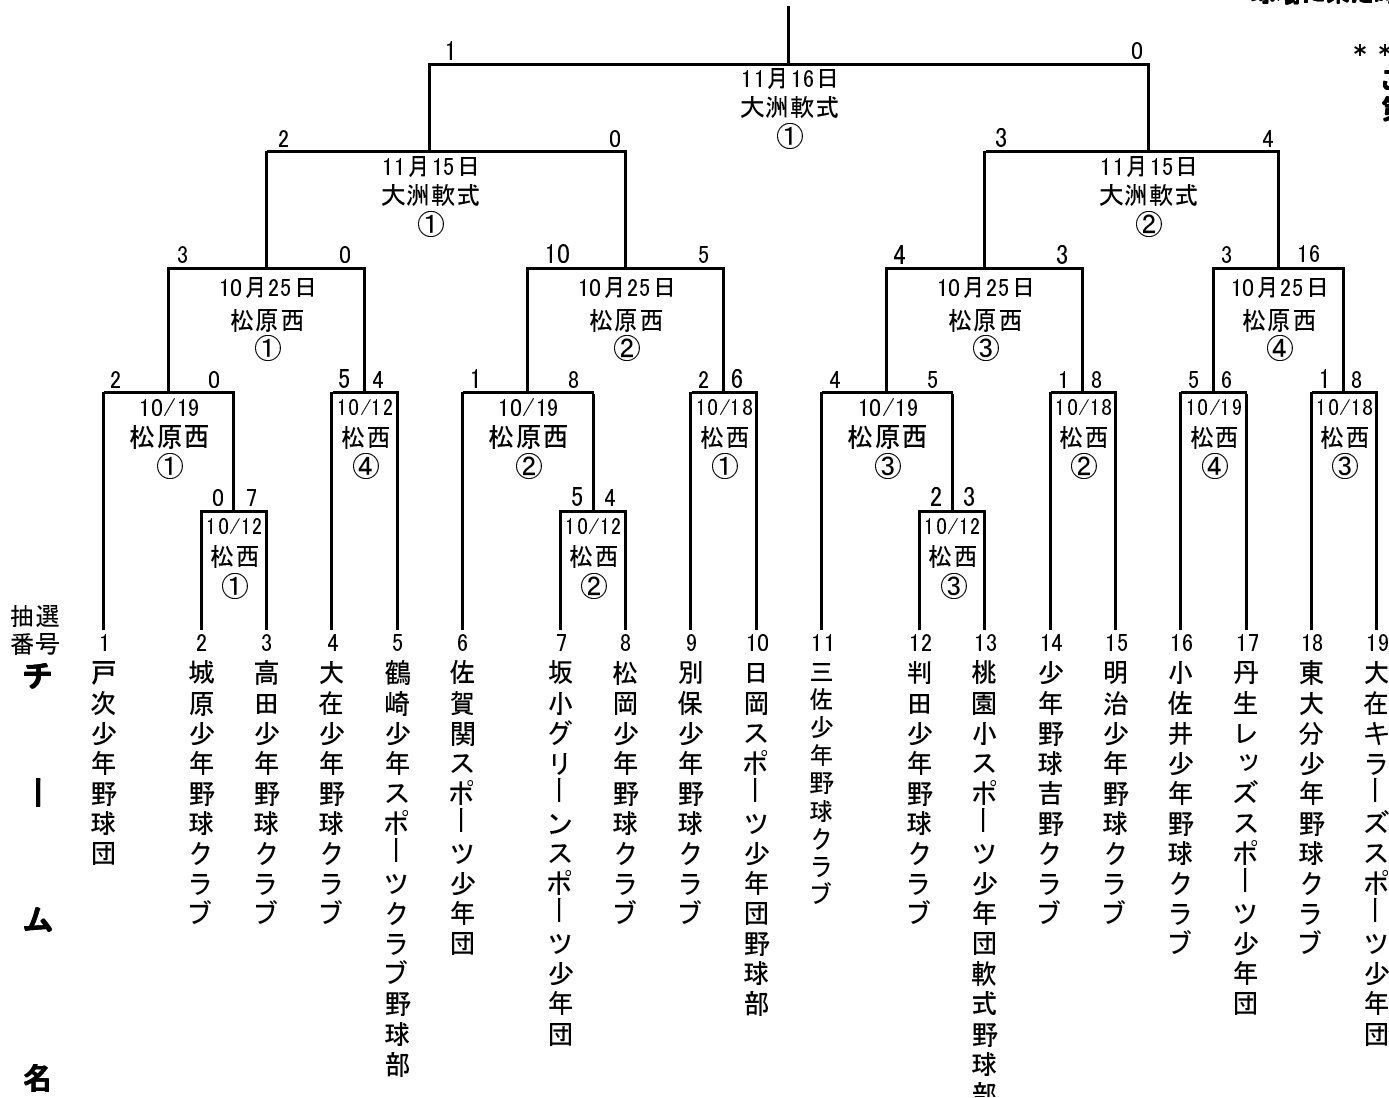 1 0
11月16日
大洲軟式
①
2 0 3 4
11月15日 11月15日
大洲軟式 大洲軟式
① ②
3 0 10 5 4 3 3 16
10月25日 10月25日 10月25日 10月25日
松原西 松原西 松原西 松原西
① ② ③ ④
2 0 5 4 1 8 2 6 4 5 1 8 5 6 1 8
10/19 10/12 10/19 10/18 10/19 10/18 10/19 10/18
松原西 松西 松原西 松西 松原西 松西 松西 松西
① ④ ② ① ③ ② ④ ③
0 7 5 4 2 3
10/12 10/12 10/12
松西 松西 松西
① ② ③
抽選
番号 1 2 3 4 5 6 7 8 9 10 11 12 13 14 15 16 17 18 19
チーム名
戸次少年野球団
城原少年野球クラブ
高田少年野球クラブ
大在少年野球クラブ
鶴崎少年スポーツクラブ野球部
佐賀関スポーツ少年団
坂小グリーンスポーツ少年団
松岡少年野球クラブ
別保少年野球クラブ
日岡スポーツ少年団野球部
三佐少年野球クラブ
判田少年野球クラブ
桃園小スポーツ少年団軟式野球部
少年野球吉野クラブ
明治少年野球クラブ
小佐井少年野球クラブ
丹生レッズスポーツ少年団
東大分少年野球クラブ
大在キラーズスポーツ少年団